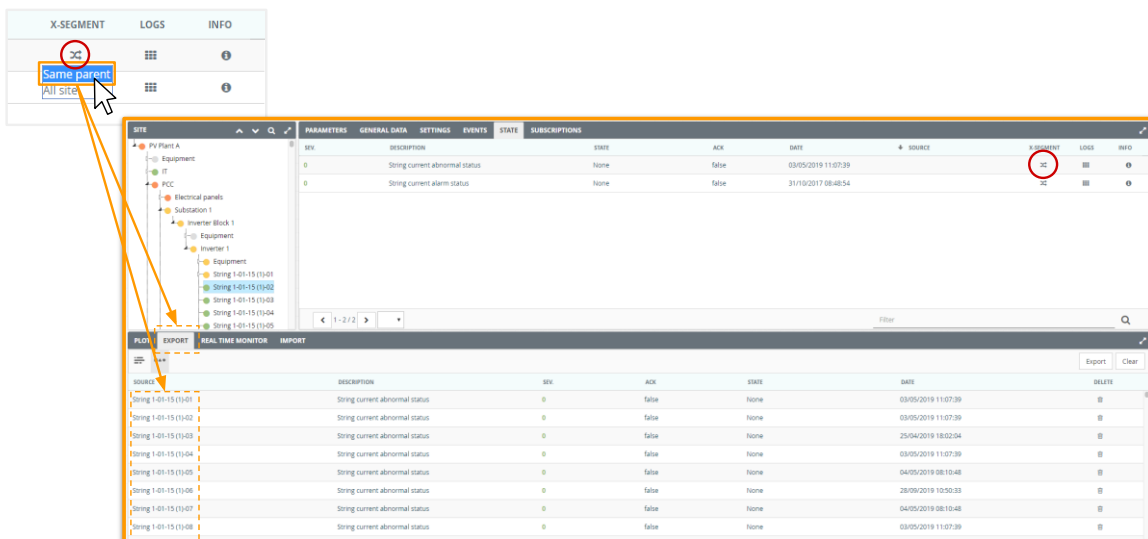 X-SEGMENT LOGS INFO
Same parent
All site
SITE
PV Plant A
Equipment
IT
PCC
Electrical panels
Substation 1
Inverter Block 1
Equipment
Inverter 1
Equipment
String 1-01-15 (1)-01
String 1-01-15 (1)-02
String 1-01-15 (1)-03
String 1-01-15 (1)-04
String 1-01-15 (1)-05
PARAMETERS GENERAL DATA SETTINGS EVENTS STATE SUBSCRIPTIONS
SEV. DESCRIPTION STATE ACK DATE SOURCE X-SEGMENT LOGS INFO
0 String current abnormal status None false 03/05/2019 11:07:39
0 String current alarm status None false 31/10/2017 08:48:54
1 - 2 / 2 Filter
PLOT EXPORT REAL TIME MONITOR IMPORT
Export Clear
SOURCE DESCRIPTION SEV. ACK STATE DATE DELETE
String 1-01-15 (1)-01 String current abnormal status 0 false None 03/05/2019 11:07:39
String 1-01-15 (1)-02 String current abnormal status 0 false None 03/05/2019 11:07:39
String 1-01-15 (1)-03 String current abnormal status 0 false None 25/04/2019 18:02:04
String 1-01-15 (1)-04 String current abnormal status 0 false None 03/05/2019 11:07:39
String 1-01-15 (1)-05 String current abnormal status 0 false None 04/05/2019 08:10:48
String 1-01-15 (1)-06 String current abnormal status 0 false None 28/09/2019 10:50:33
String 1-01-15 (1)-07 String current abnormal status 0 false None 04/05/2019 08:10:48
String 1-01-15 (1)-08 String current abnormal status 0 false None 03/05/2019 11:07:39